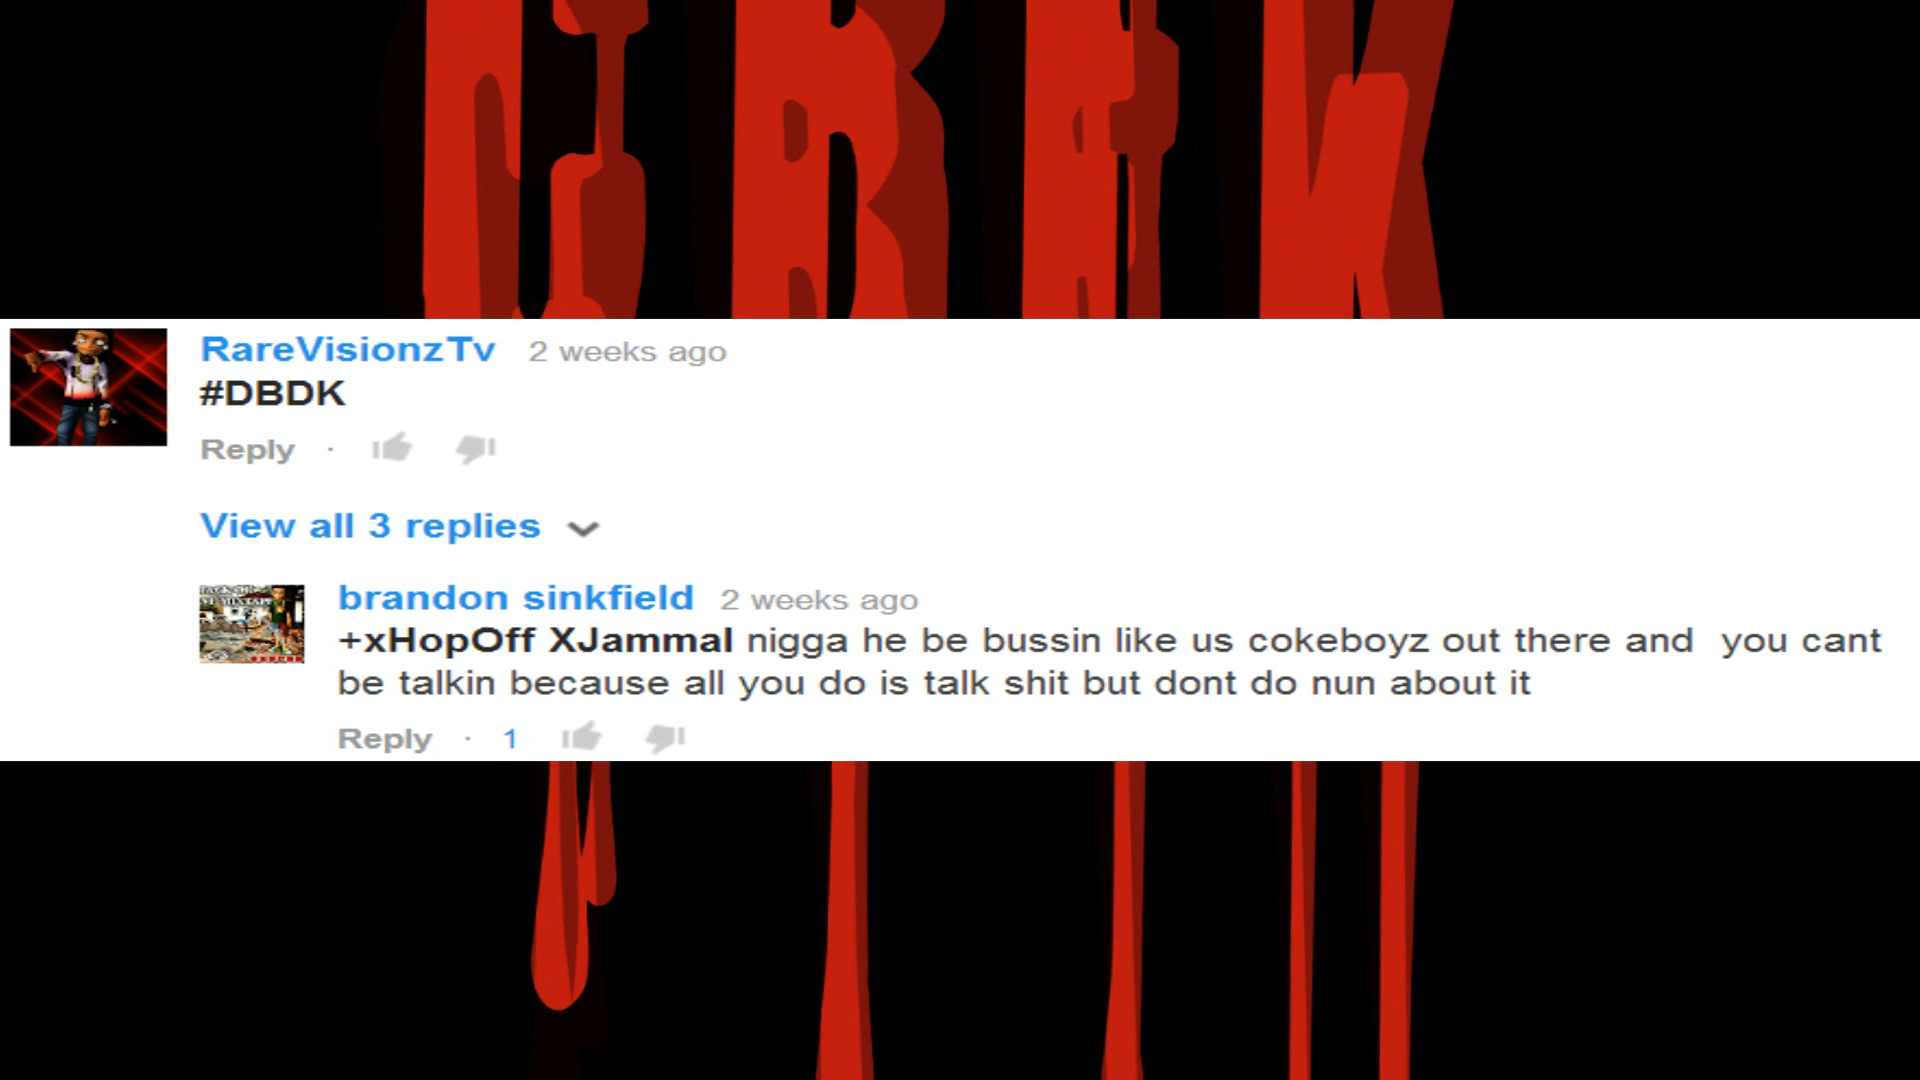 CBFK
RareVisionzTv 2 weeks ago
#DBDK
Reply ·
View all 3 replies
brandon sinkfield 2 weeks ago
+xHopOff XJammal nigga he be bussin like us cokeboyz out there and you cant
be talkin because all you do is talk shit but dont do nun about it
Reply · 1